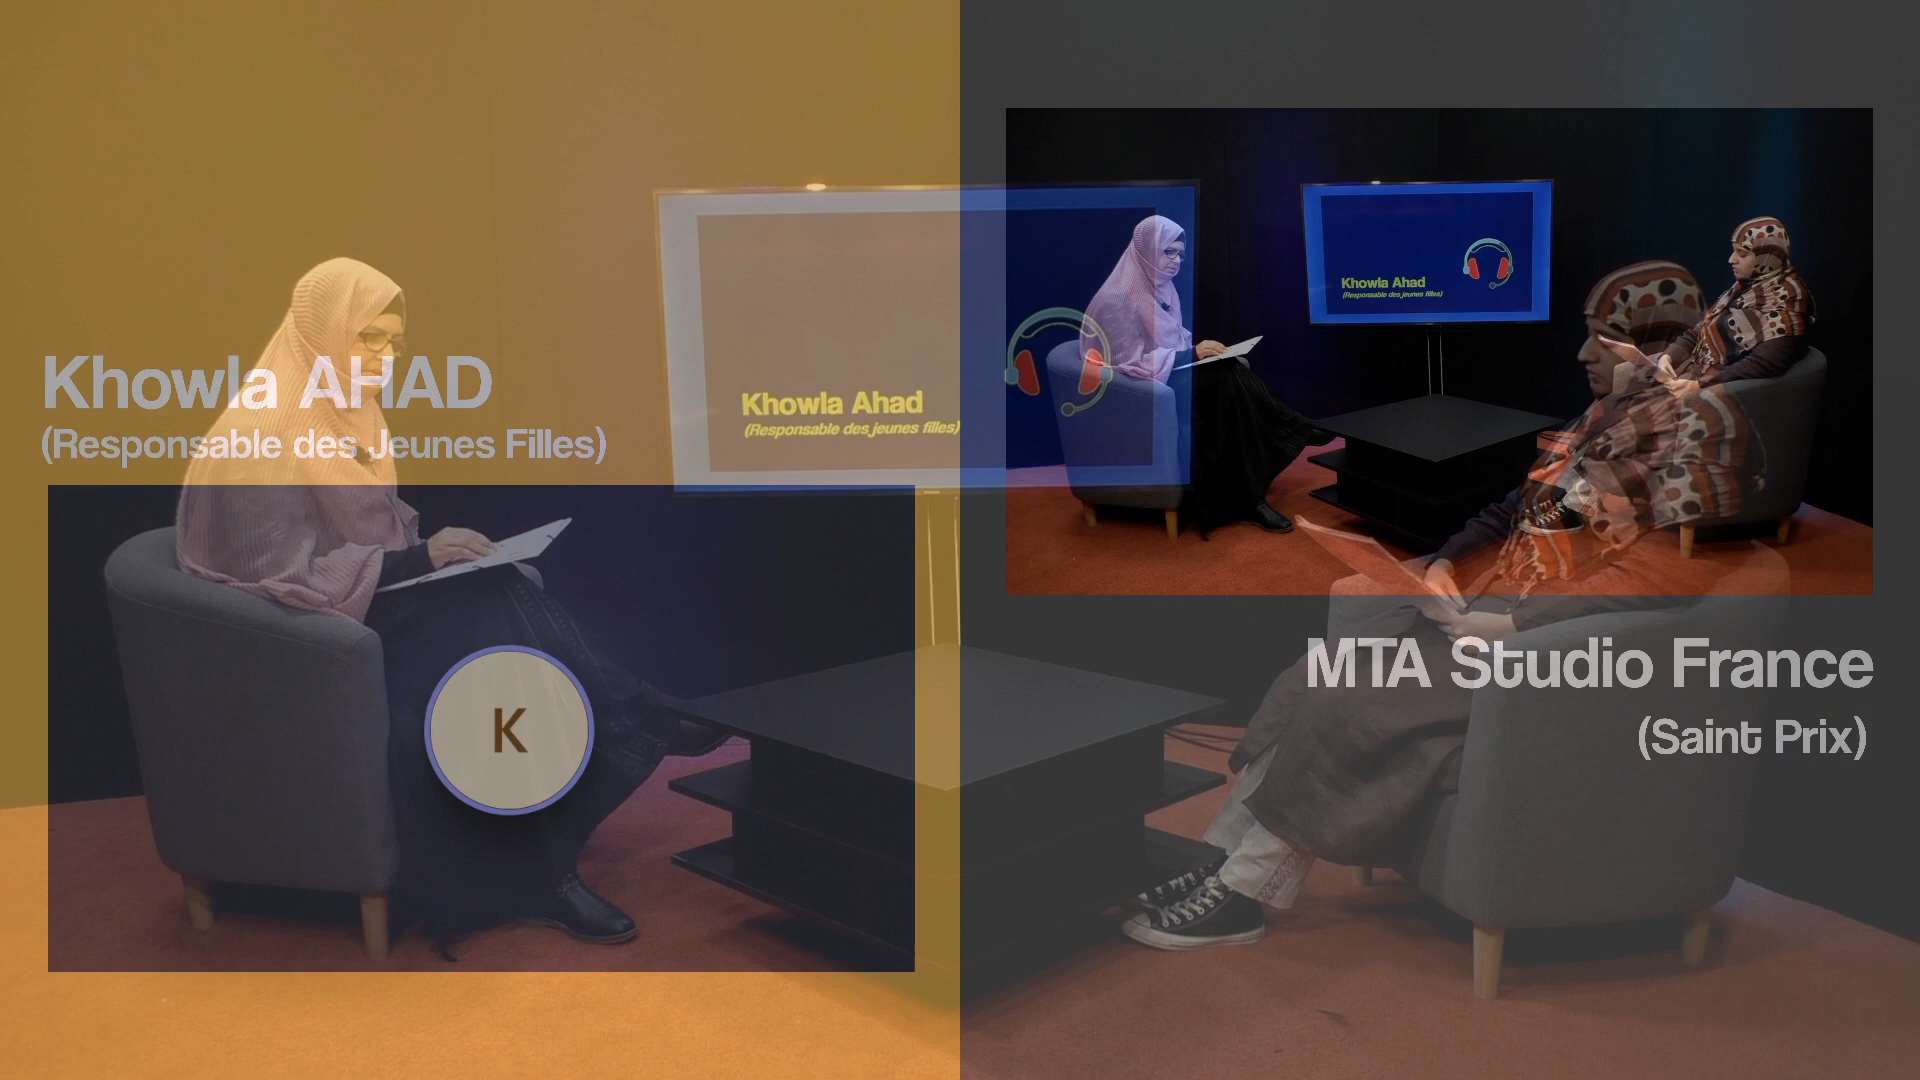 Khowla AHAD
(Responsable des Jeunes Filles)
Khowla Ahad
(Responsable des jeunes filles)
K
Khowla Ahad
(Responsable des jeunes filles)
MTA Studio France
(Saint Prix)